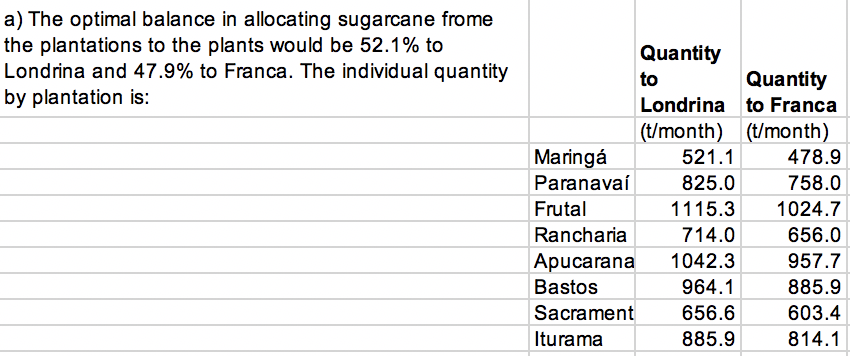 a) The optimal balance in allocating sugarcane frome
the plantations to the plants would be 52.1% to
Londrina and 47.9% to Franca. The individual quantity
by plantation is:
Quantity
to
Londrina
Quantity
to Franca
(t/month) (t/month)
Maringá 521.1 478.9
Paranavaí 825.0 758.0
Frutal 1115.3 1024.7
Rancharia 714.0 656.0
Apucarana 1042.3 957.7
Bastos 964.1 885.9
Sacrament 656.6 603.4
Iturama 885.9 814.1